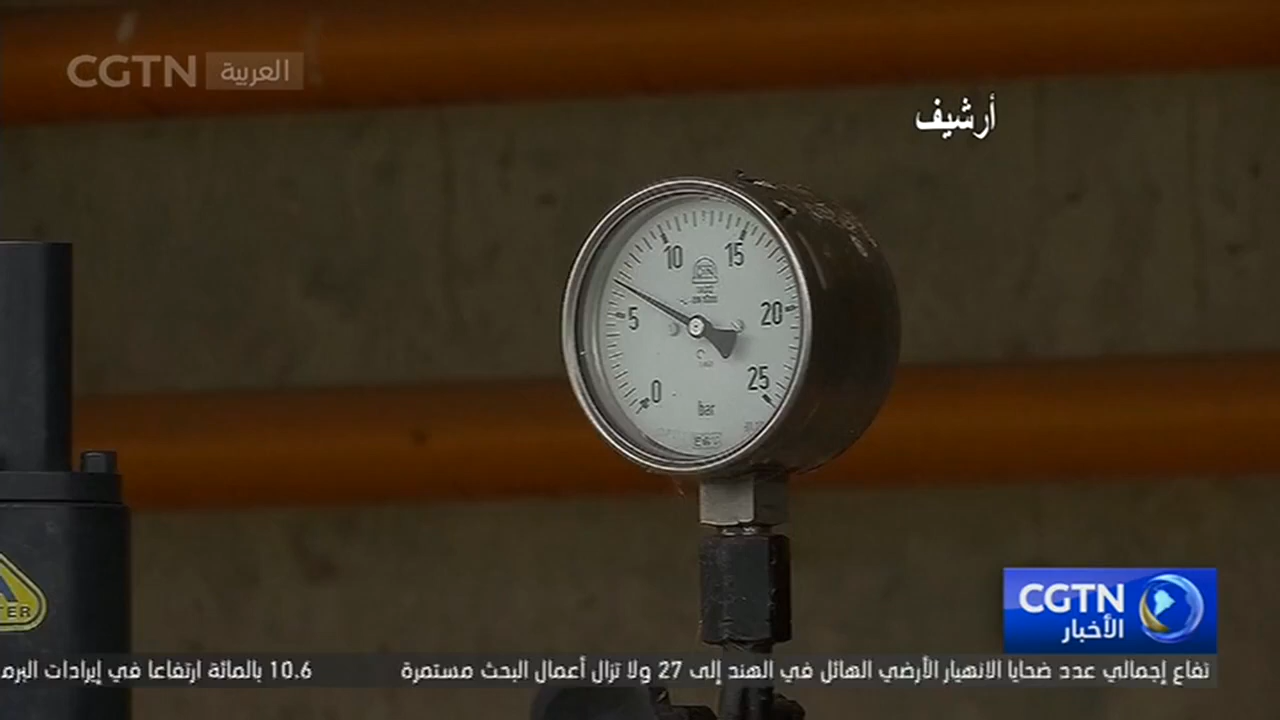 CGTN العربية
أرشيف
10
15
5
20
0
25
bar
CGTN
الأخبار
تفاع إجمالي عدد ضحايا الانهيار الأرضي الهائل في الهند إلى 27 ولا تزال أعمال البحث مستمرة
10.6 بالمائة ارتفاعا في إيرادات البرم